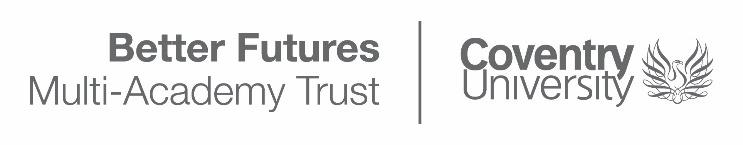 Better Futures
Multi-Academy Trust
Coventry
University